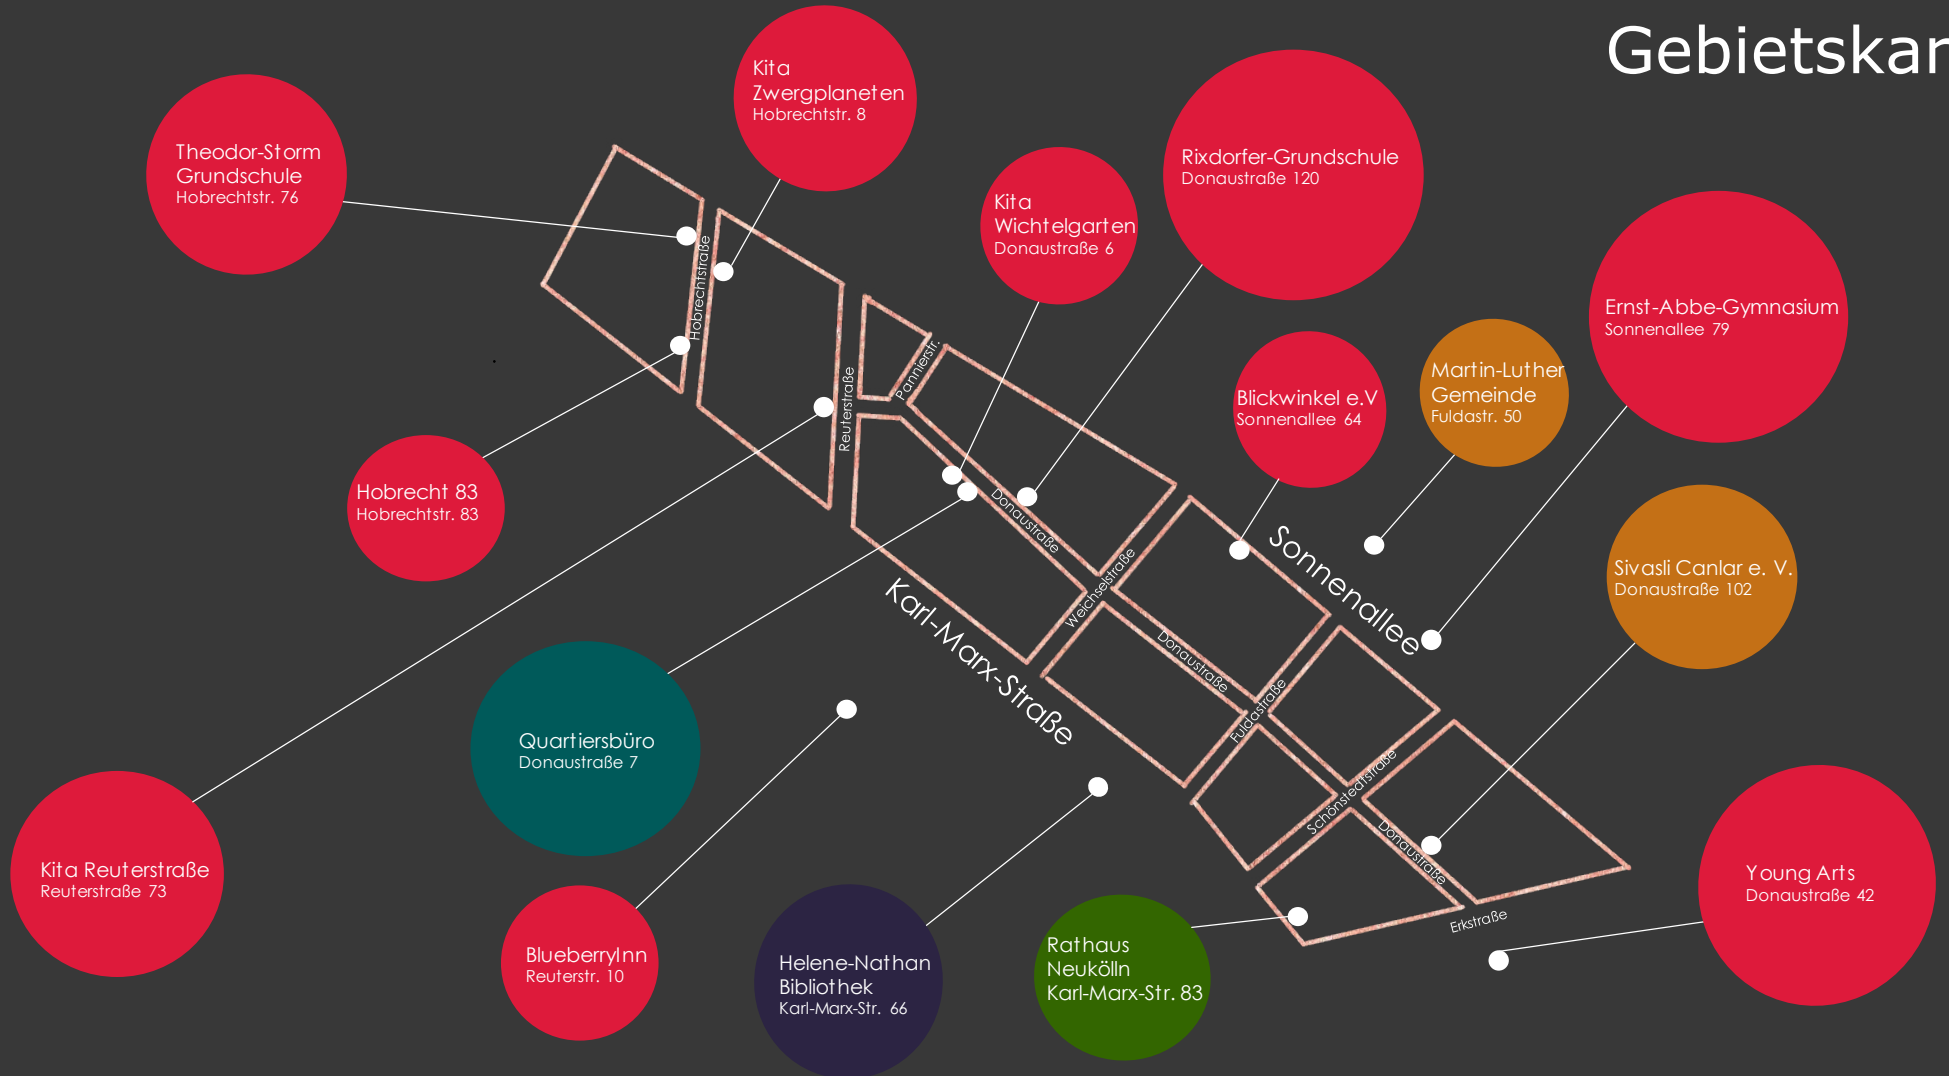 Gebietskar
Kita
Zwergplaneten
Hobrechtstr. 8
Theodor-Storm
Grundschule
Hobrechtstr. 76
Rixdorfer-Grundschule
Donaustraße 120
Kita
Wichtelgarten
Donaustraße 6
Ernst-Abbe-Gymnasium
Sonnenallee 79
Blickwinkel e.V
Sonnenallee 64
Martin-Luther
Gemeinde
Fuldastr. 50
Hobrechtstraße
Reuterstraße
Pannierstr.
Hobrecht 83
Hobrechtstr. 83
Donaustraße
Sonnenallee
Sivasli Canlar e. V.
Donaustraße 102
Weichselstraße
Karl-Marx-Straße
Donaustraße
Fuldastraße
Quartiersbüro
Donaustraße 7
Schönstedtstraße
Donaustraße
Erkstraße
Kita Reuterstraße
Reuterstraße 73
BlueberryInn
Reuterstr. 10
Helene-Nathan
Bibliothek
Karl-Marx-Str. 66
Rathaus
Neukölln
Karl-Marx-Str. 83
Young Arts
Donaustraße 42